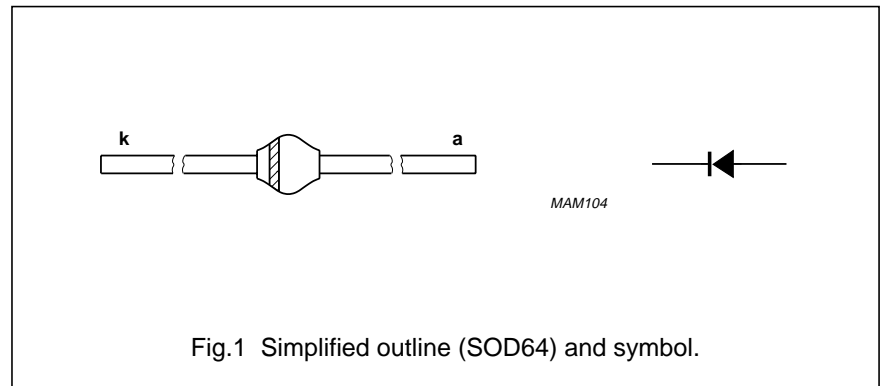 k
a
MAM104
Fig.1 Simplified outline (SOD64) and symbol.